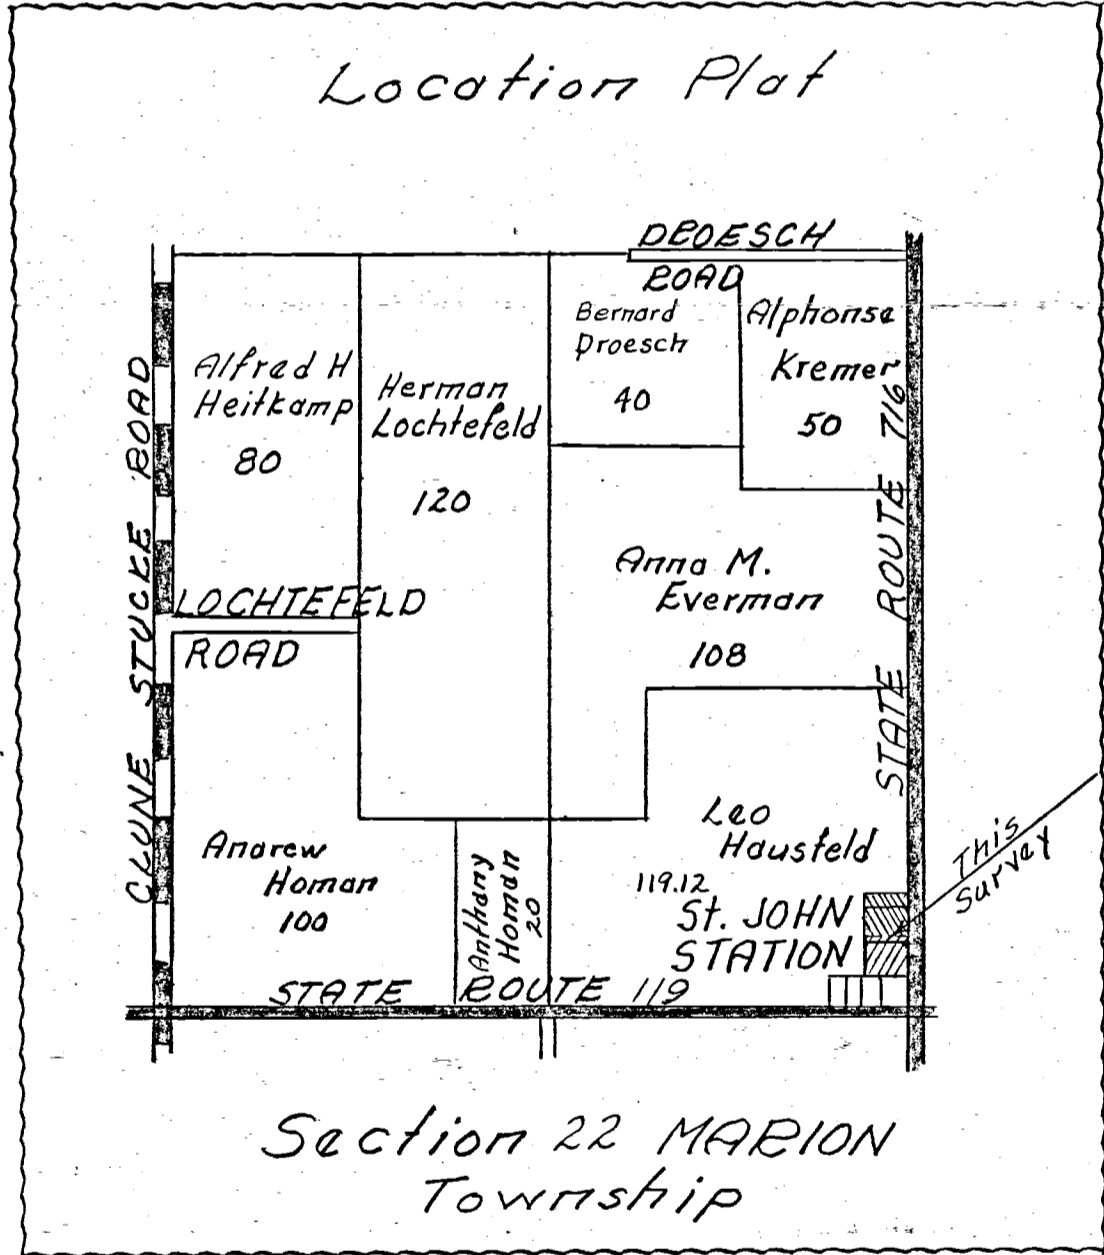 Location Plat
DROESCH
ROAD
Bernard
Droesch
40
Alphonse
Kremer
50
Alfred H
Heitkamp
80
Herman
Lochtefeld
120
CLUNE STUCKE ROAD
STATE ROUTE 716
Anna M.
Everman
108
LOCHTEFELD
ROAD
Leo
Hausfeld
119.12
This
Survey
Andrew
Homan
100
Anthany
Homan
20
St. JOHN
STATION
STATE ROUTE 119
Section 22 MARION
Township